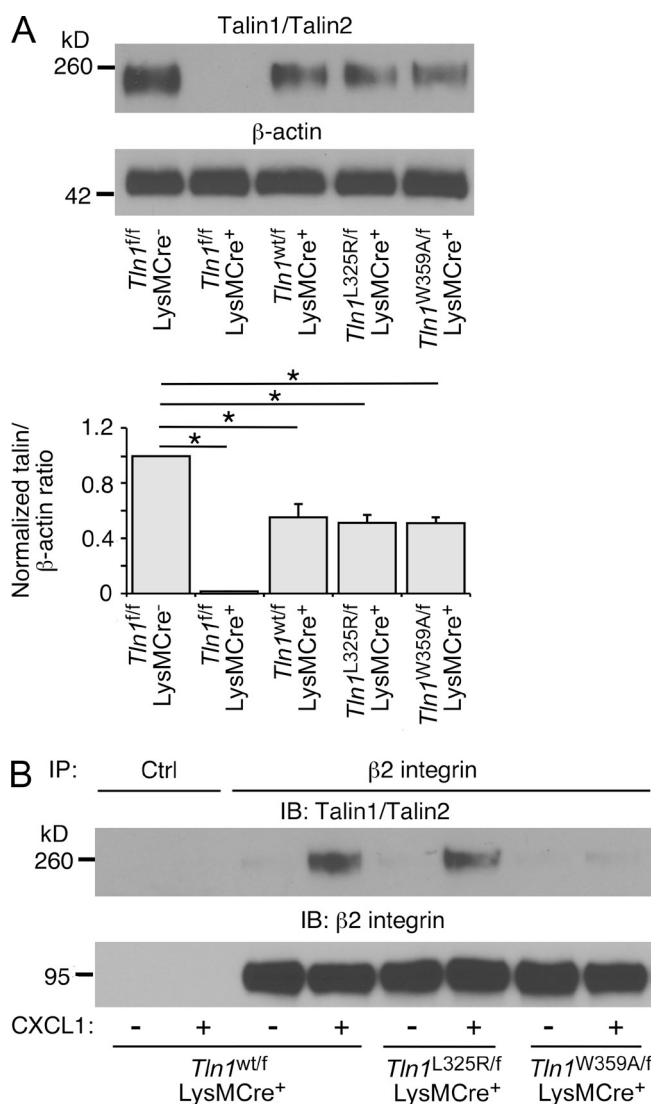 A
Talin1/Talin2
kD
260
β-actin
42
Tln1f/f LysMCre-
Tln1f/f LysMCre+
Tln1wt/f LysMCre+
Tln1L325R/f LysMCre+
Tln1W359A/f LysMCre+
*
*
*
*
Normalized talin/
β-actin ratio
1.2
0.8
0.4
0
Tln1f/f LysMCre-
Tln1f/f LysMCre+
Tln1wt/f LysMCre+
Tln1L325R/f LysMCre+
Tln1W359A/f LysMCre+
B
IP: Ctrl β2 integrin
IB: Talin1/Talin2
kD
260
IB: β2 integrin
95
CXCL1: - + - + - + - +
Tln1wt/f Tln1L325R/f Tln1W359A/f
LysMCre+ LysMCre+ LysMCre+